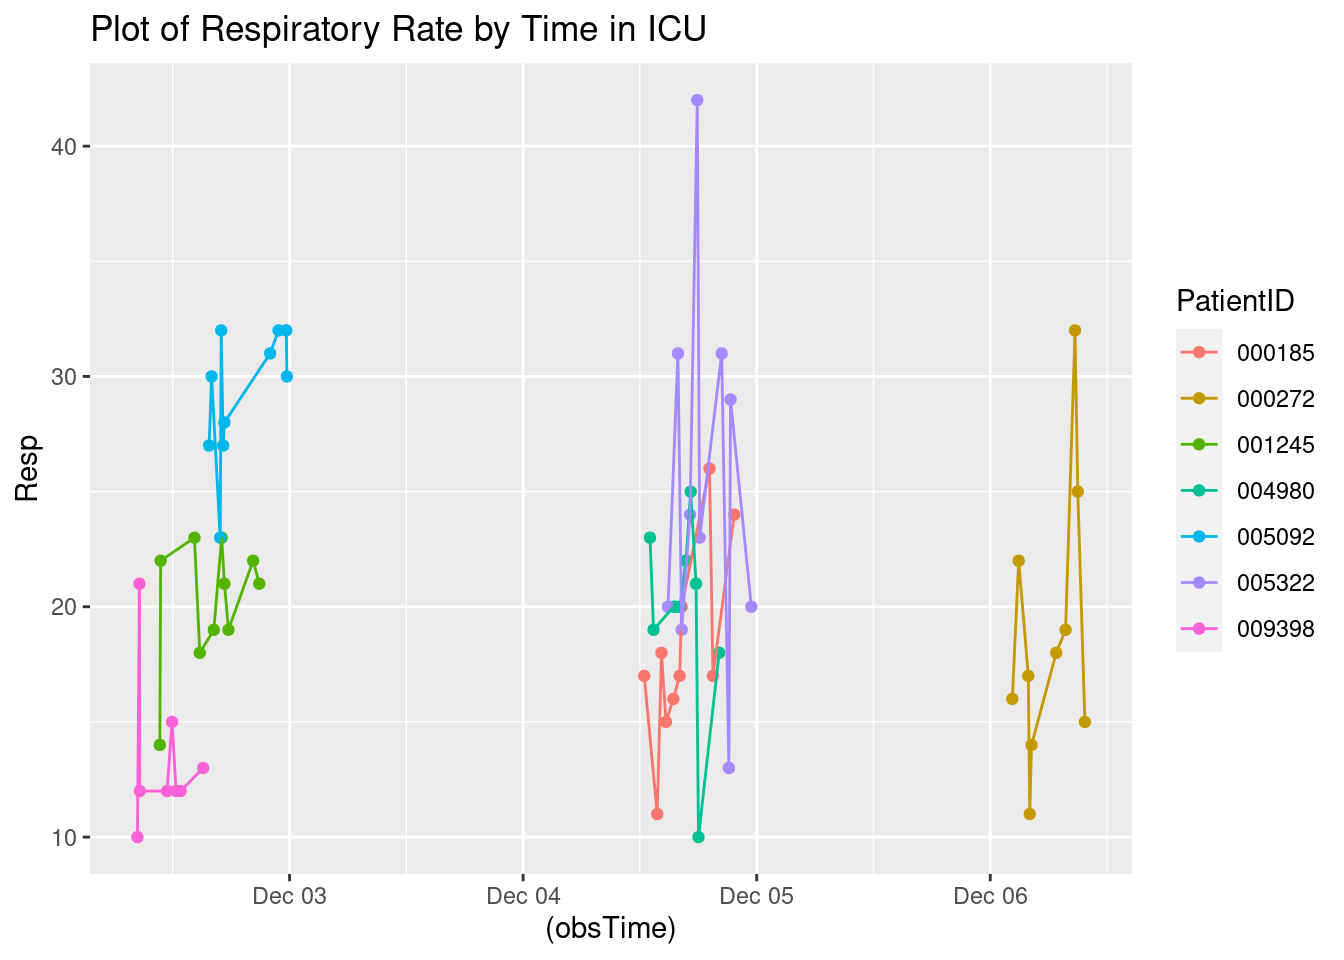 Plot of Respiratory Rate by Time in ICU
40
30
20
10
Resp
Dec 03
Dec 04
Dec 05
Dec 06
(obsTime)
PatientID
000185
000272
001245
004980
005092
005322
009398